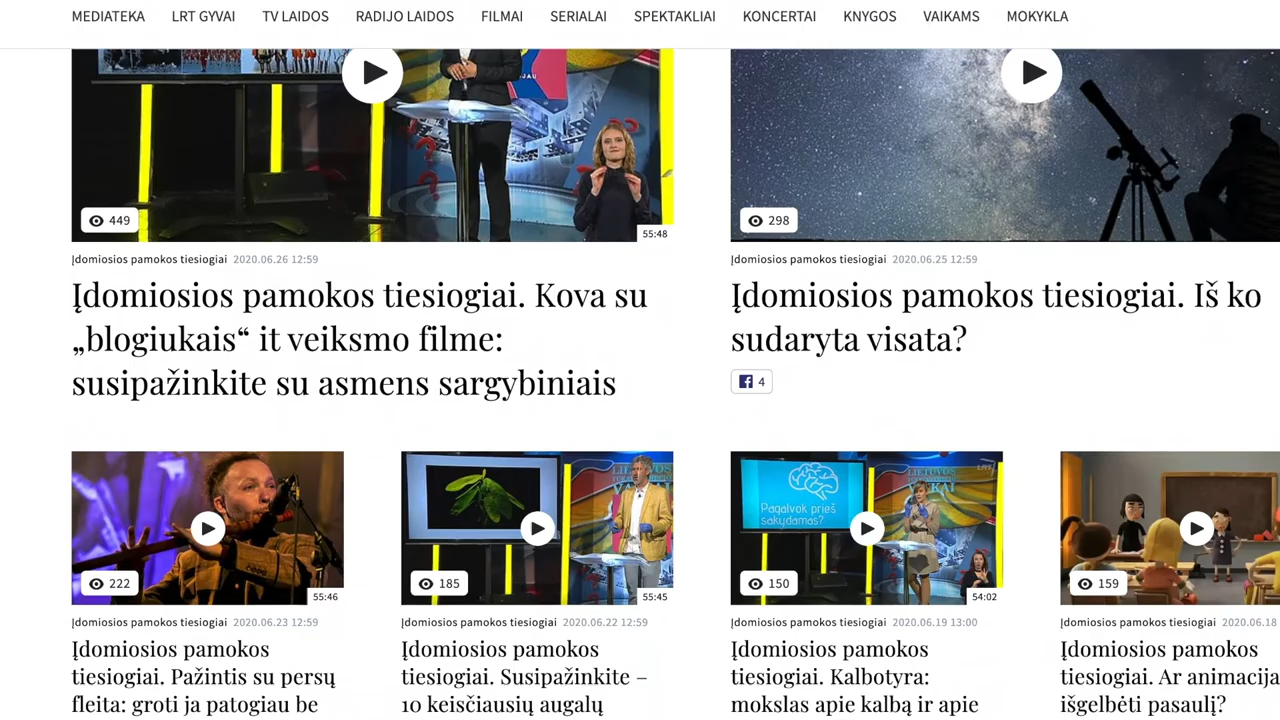 MEDIATEKA LRT GYVAI TV LAIDOS RADIJO LAIDOS FILMAI SERIALAI SPEKTAKLIAI KONCERTAI KNYGOS VAIKAMS MOKYKLA
449
55:48
Įdomiosios pamokos tiesiogiai 2020.06.26 12:59
Įdomiosios pamokos tiesiogiai. Kova su
„blogiukais“ it veiksmo filme:
susipažinkite su asmens sargybiniais
298
Įdomiosios pamokos tiesiogiai 2020.06.25 12:59
Įdomiosios pamokos tiesiogiai. Iš ko
sudaryta visata?
4
222
55:46
Įdomiosios pamokos tiesiogiai 2020.06.23 12:59
Įdomiosios pamokos
tiesiogiai. Pažintis su persų
fleita: groti ja patogiau be
185
55:45
Įdomiosios pamokos tiesiogiai 2020.06.22 12:59
Įdomiosios pamokos
tiesiogiai. Susipažinkite –
10 keisčiausių augalų
Pagalvok prieš
sakydamas?
LIETUVOS
LRT
150
54:02
Įdomiosios pamokos tiesiogiai 2020.06.19 13:00
Įdomiosios pamokos
tiesiogiai. Kalbotyra:
mokslas apie kalbą ir apie
159
Įdomiosios pamokos tiesiogiai 2020.06.18
Įdomiosios pamokos
tiesiogiai. Ar animacija
išgelbėti pasaulį?